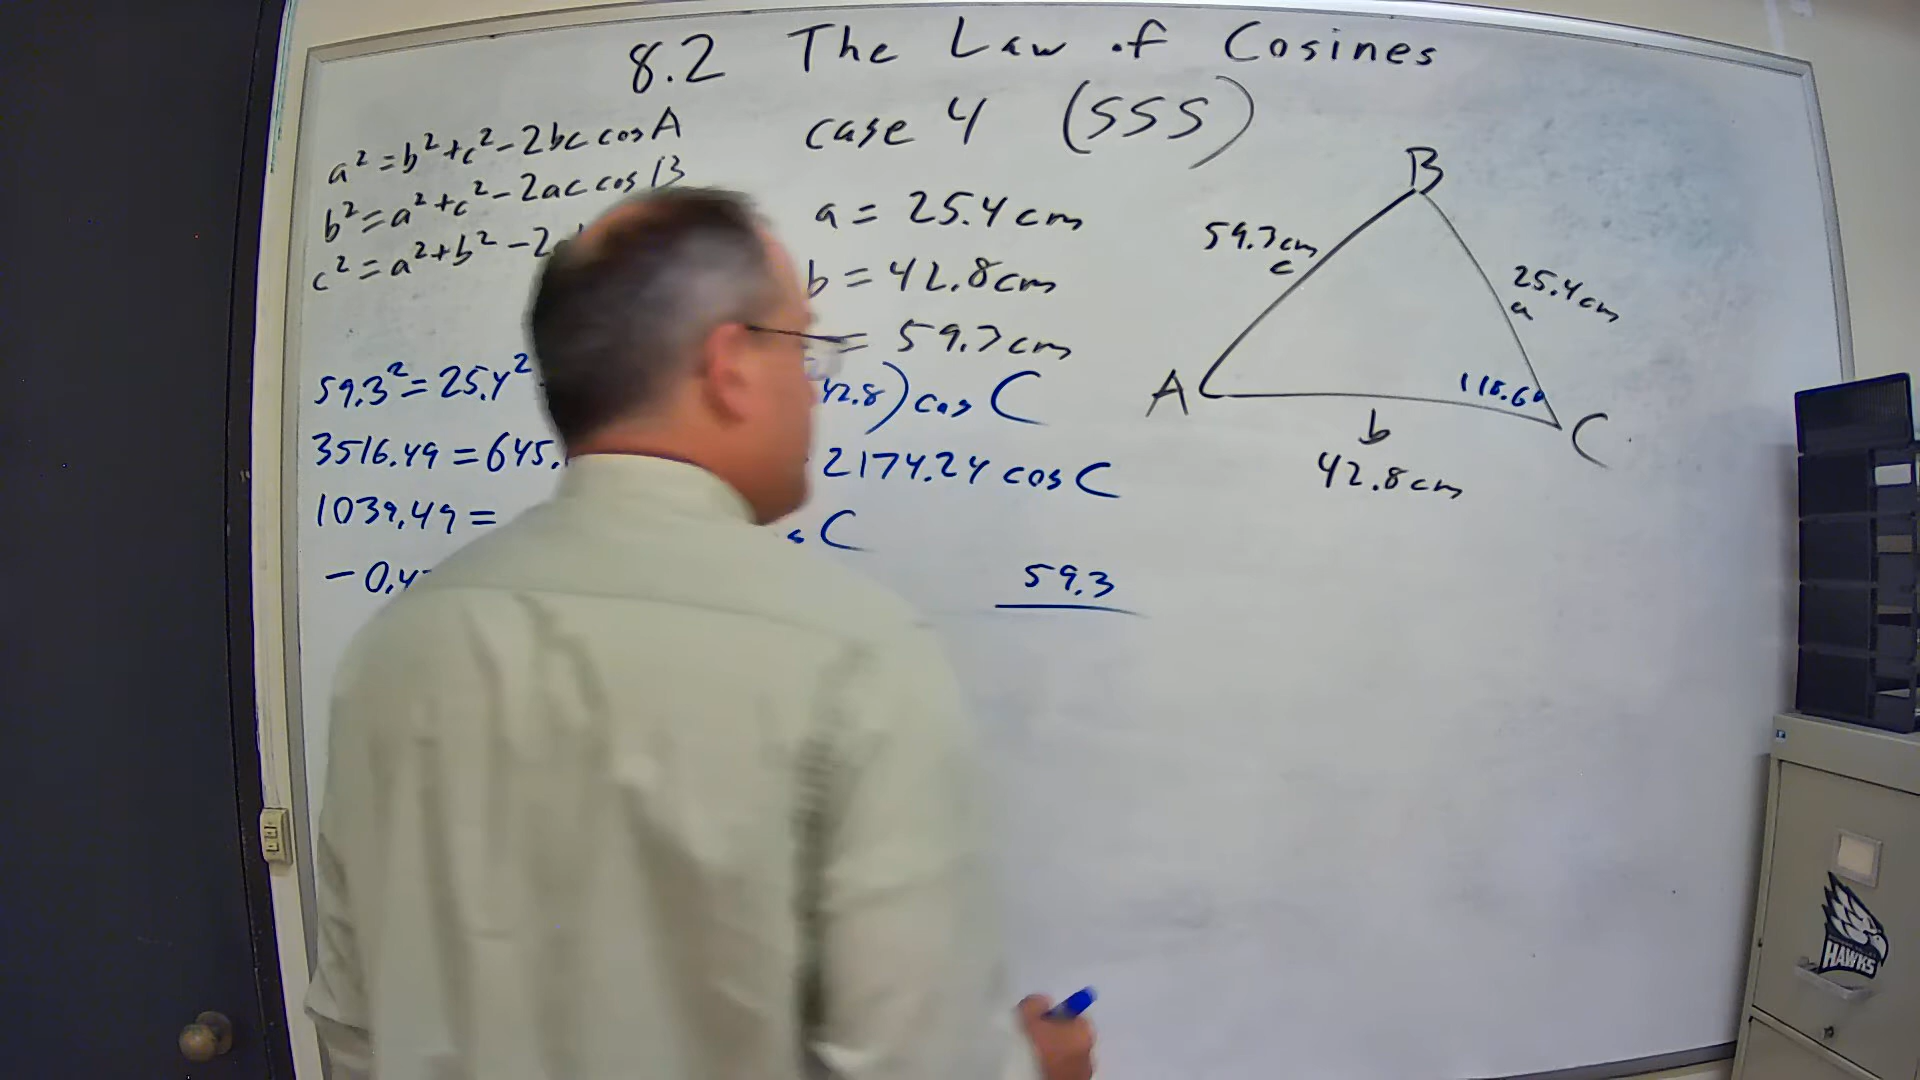 8.2 The Law of Cosines
case 4 (SSS)
a² = b² + c² - 2bc cos A
b² = a² + c² - 2ac cos B
c² = a² + b² - 2
a = 25.4 cm
b = 42.8 cm
= 59.3 cm
59.3² = 25.4²
42.8) cos C
3516.49 = 645.
2174.24 cos C
1039.49 =
C
- 0.4
59.3
B
59.3 cm
c
25.4 cm
a
A
115.6°
C
b
42.8 cm
HAWKS